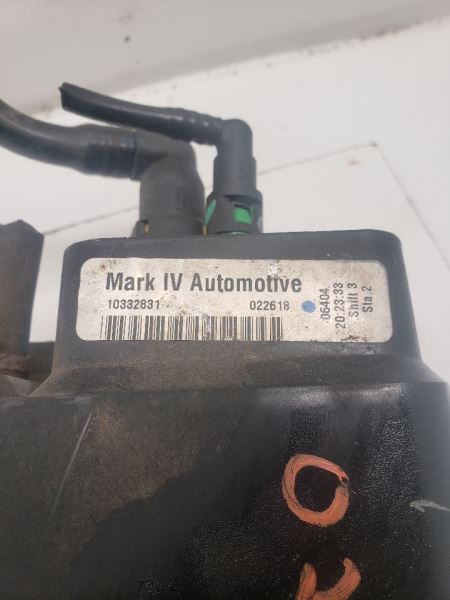 Mark IV Automotive
10332831 022618
06404
20:23:33
Shift 3
Sta.2